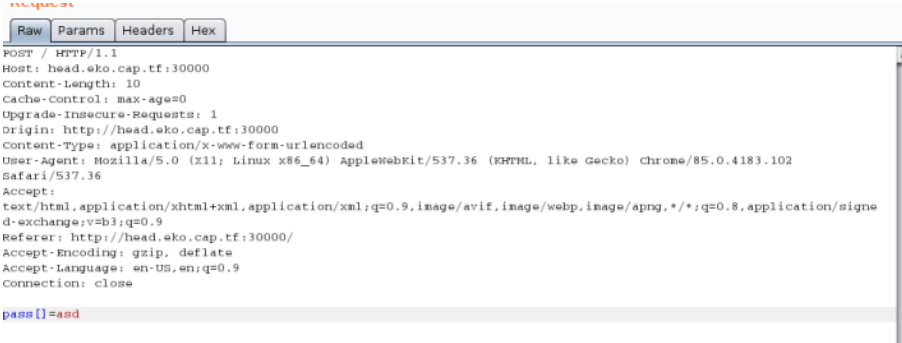 Request
Raw Params Headers Hex
POST / HTTP/1.1
Host: head.eko.cap.tf:30000
Content-Length: 10
Cache-Control: max-age=0
Upgrade-Insecure-Requests: 1
Origin: http://head.eko.cap.tf:30000
Content-Type: application/x-www-form-urlencoded
User-Agent: Mozilla/5.0 (X11; Linux x86_64) AppleWebKit/537.36 (KHTML, like Gecko) Chrome/85.0.4183.102
Safari/537.36
Accept:
text/html,application/xhtml+xml,application/xml;q=0.9,image/avif,image/webp,image/apng,*/*;q=0.8,application/signe
d-exchange;v=b3;q=0.9
Referer: http://head.eko.cap.tf:30000/
Accept-Encoding: gzip, deflate
Accept-Language: en-US,en;q=0.9
Connection: close
pass[]=asd